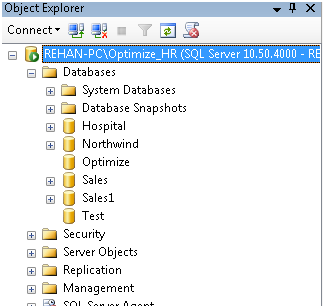 Object Explorer
Connect
REHAN-PC\Optimize_HR (SQL Server 10.50.4000 - RE
Databases
System Databases
Database Snapshots
Hospital
Northwind
Optimize
Sales
Sales1
Test
Security
Server Objects
Replication
Management
SQL Server Agent